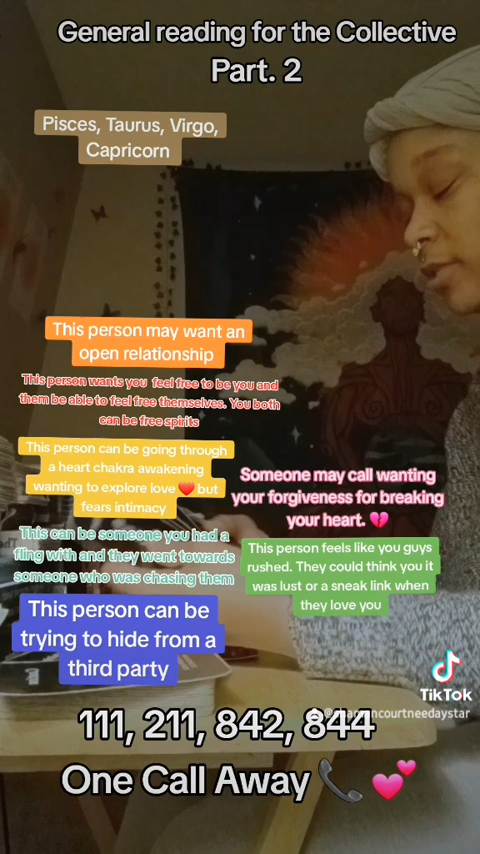 General reading for the Collective
Part. 2
Pisces, Taurus, Virgo,
Capricorn
This person may want an
open relationship
This person wants you feel free to be you and
them be able to feel free themselves. You both
can be free spirits
This person can be going through
a heart chakra awakening
wanting to explore love ❤️ but
fears intimacy
Someone may call wanting
your forgiveness for breaking
your heart. 💔
This can be someone you had a
fling with and they went towards
someone who was chasing them
This person feels like you guys
rushed. They could think you it
was lust or a sneak link when
they love you
This person can be
trying to hide from a
third party
TikTok
111, 211, 842, 844
One Call Away 📞 💕